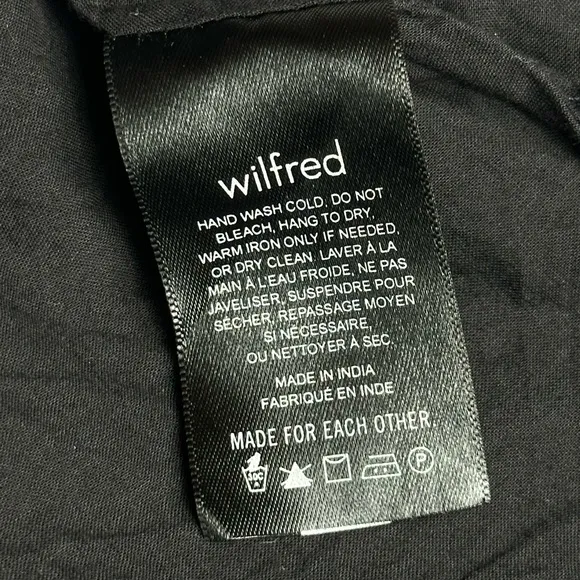 wilfred
HAND WASH COLD, DO NOT
BLEACH, HANG TO DRY,
WARM IRON ONLY IF NEEDED,
OR DRY CLEAN LAVER À LA
MAIN À L'EAU FROIDE, NE PAS
JAVELISER, SUSPENDRE POUR
SÉCHER, REPASSAGE MOYEN
SI NÉCESSAIRE,
OU NETTOYER À SEC.
MADE IN INDIA
FABRIQUÉ EN INDE
MADE FOR EACH OTHER.
30C P